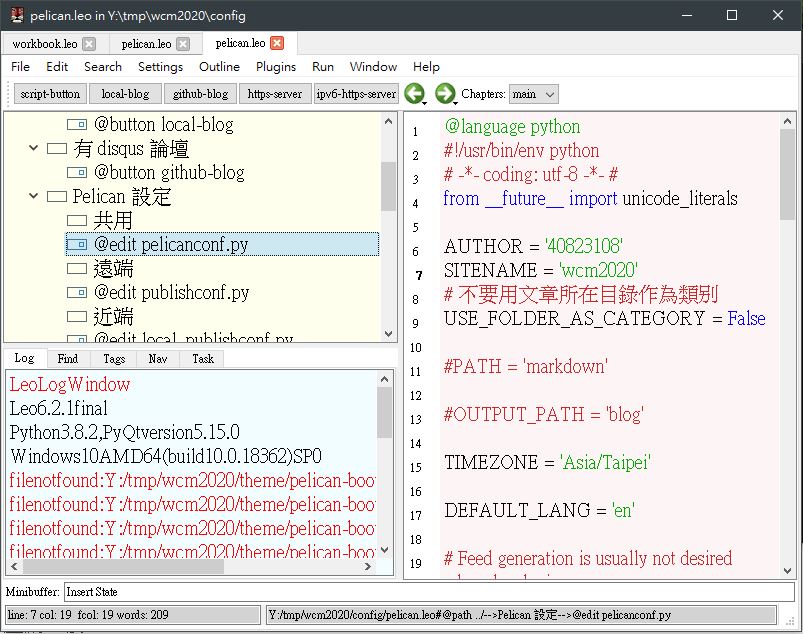 pelican.leo in Y:\tmp\wcm2020\config
workbook.leo pelican.leo pelican.leo
File Edit Search Settings Outline Plugins Run Window Help
script-button local-blog github-blog https-server ipv6-https-server Chapters: main
@button local-blog
有 disqus 論壇
@button github-blog
Pelican 設定
共用
@edit pelicanconf.py
遠端
@edit publishconf.py
近端
@edit local_publishconf.py
Log Find Tags Nav Task
LeoLogWindow
Leo6.2.1final
Python3.8.2,PyQtversion5.15.0
Windows10AMD64(build10.0.18362)SP0
filenotfound:Y:/tmp/wcm2020/theme/pelican-boo
filenotfound:Y:/tmp/wcm2020/theme/pelican-boo
filenotfound:Y:/tmp/wcm2020/theme/pelican-boo
filenotfound:Y:/tmp/wcm2020/theme/pelican-boo
1 @language python
2 #!/usr/bin/env python
3 # -*- coding: utf-8 -*- #
4 from __future__ import unicode_literals
5
6 AUTHOR = '40823108'
7 SITENAME = 'wcm2020'
8 # 不要用文章所在目錄作為類別
9 USE_FOLDER_AS_CATEGORY = False
10
11 #PATH = 'markdown'
12
13 #OUTPUT_PATH = 'blog'
14
15 TIMEZONE = 'Asia/Taipei'
16
17 DEFAULT_LANG = 'en'
18
19 # Feed generation is usually not desired
Minibuffer: Insert State
line: 7 col: 19 fcol: 19 words: 209
Y:/tmp/wcm2020/config/pelican.leo#@path ../-->Pelican 設定-->@edit pelicanconf.py